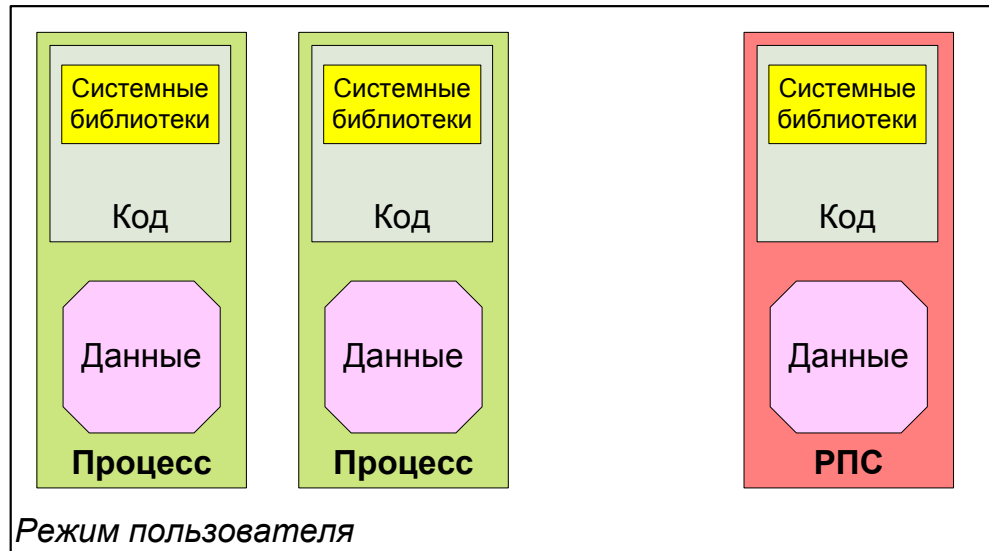 Системные
библиотеки
Код
Данные
Процесс
Системные
библиотеки
Код
Данные
Процесс
Системные
библиотеки
Код
Данные
РПС
Режим пользователя